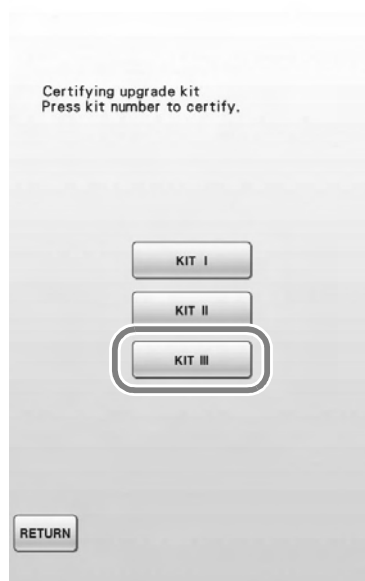 Certifying upgrade kit
Press kit number to certify.
KIT I
KIT II
KIT III
RETURN